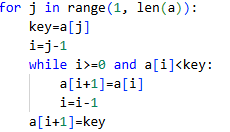 for j in range(1, len(a)):
    key=a[j]
    i=j-1
    while i>=0 and a[i]<key:
        a[i+1]=a[i]
        i=i-1
    a[i+1]=key